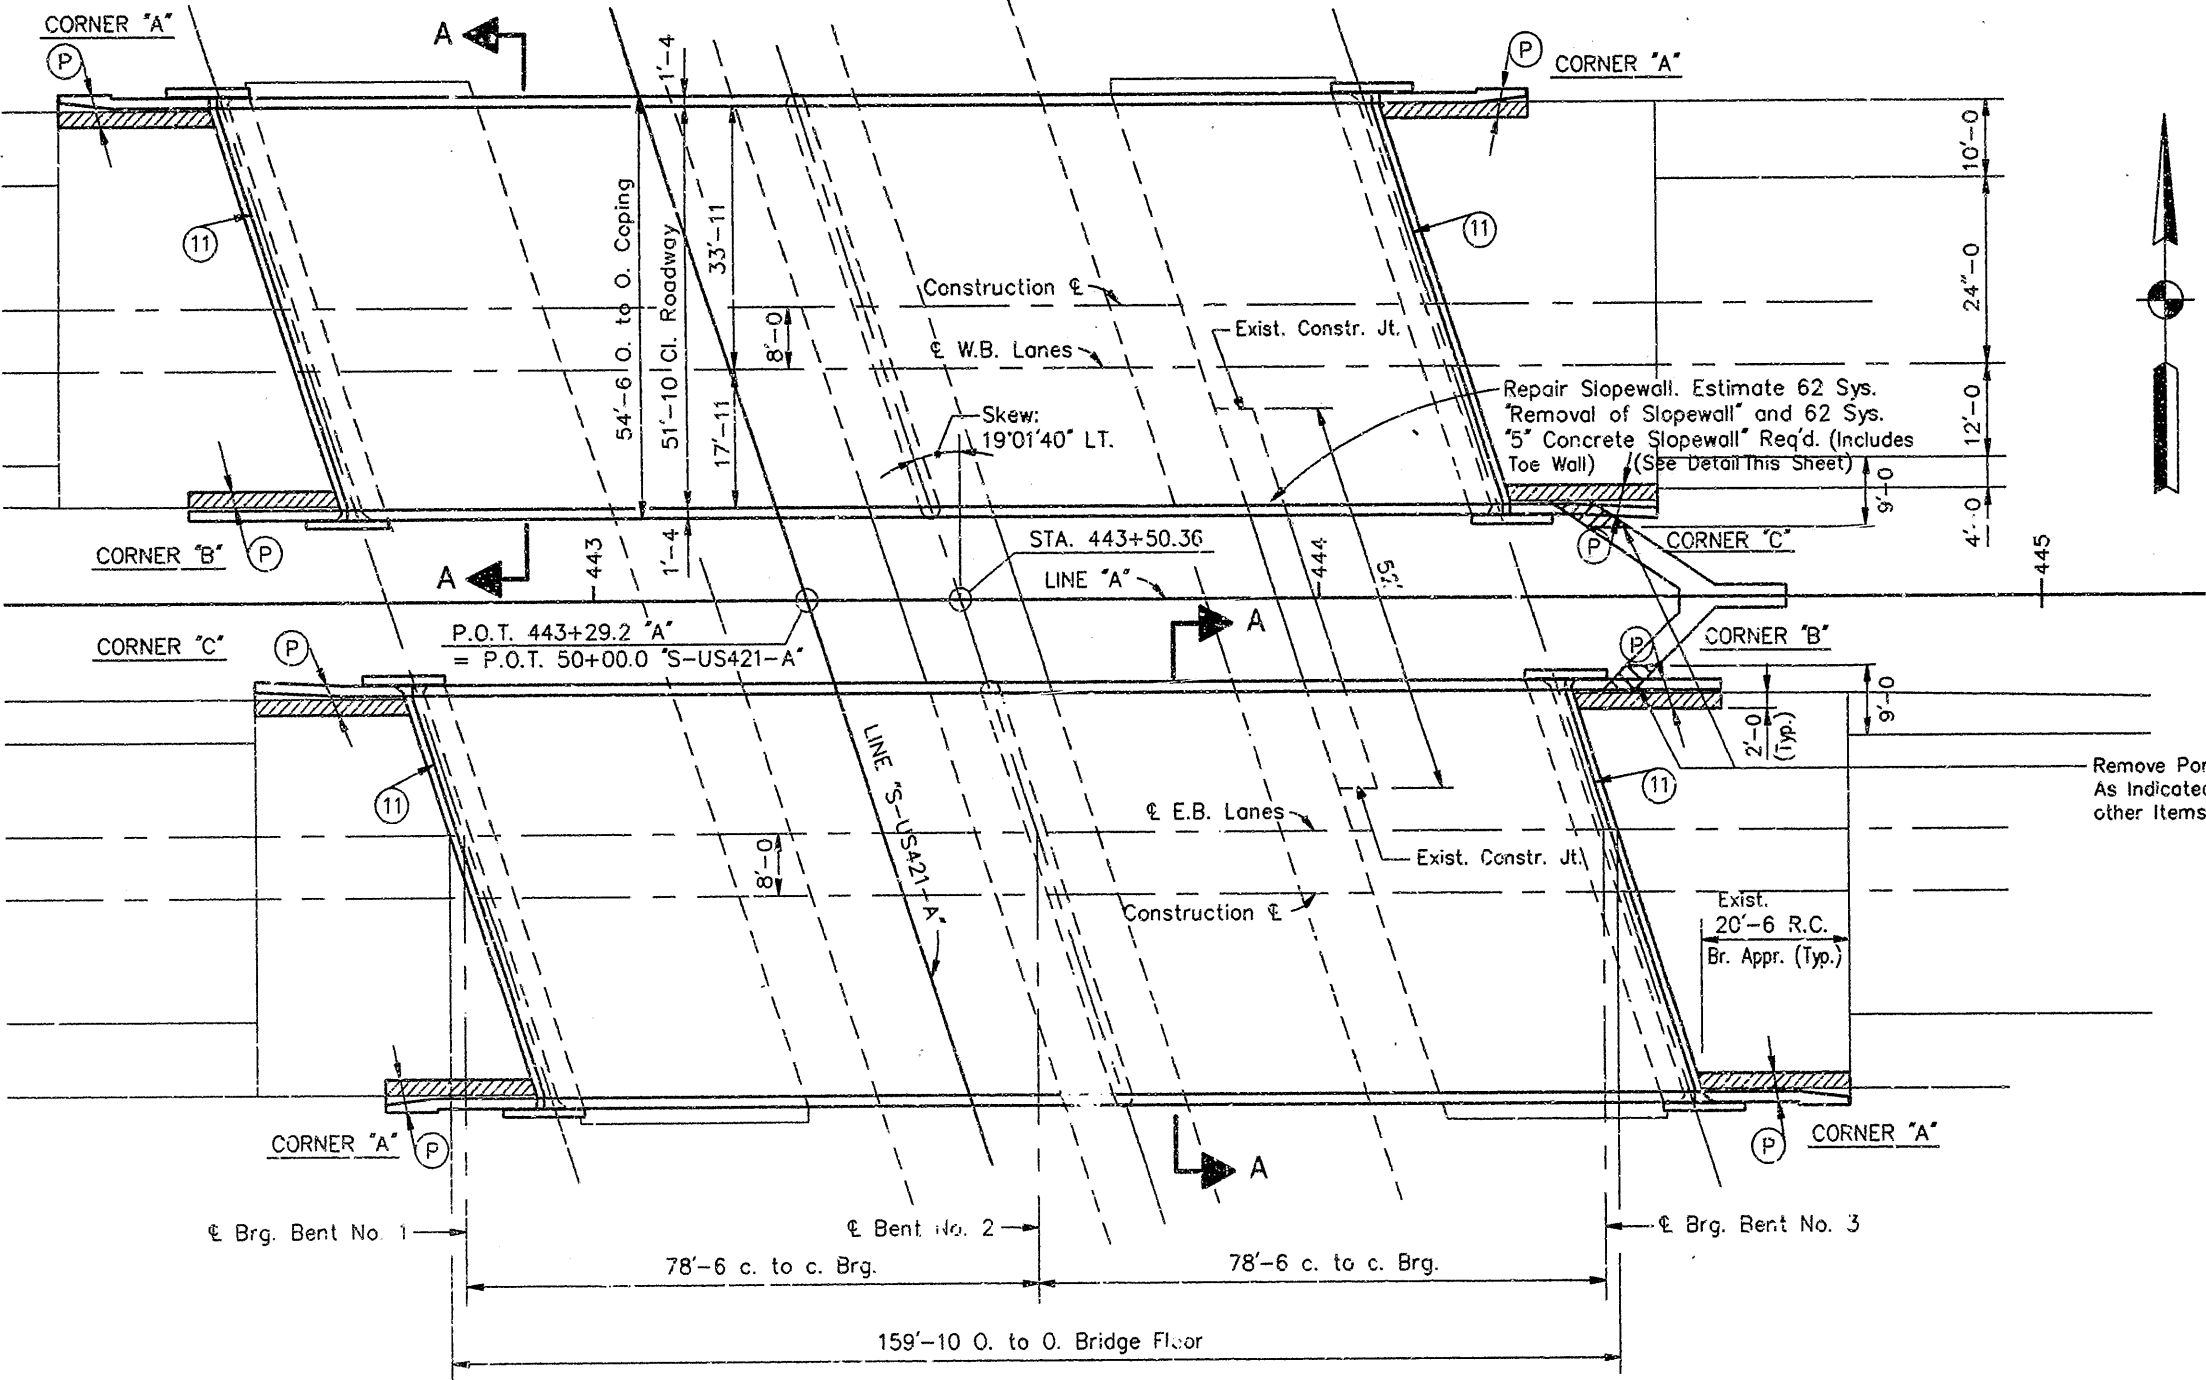 CORNER "A"
P
A
1'-4
P
CORNER "A"
10'-0
24"-0
12'-0
9'-0
4'-0
11
11
54'-6 O. to O. Coping
51'-10 Cl. Roadway
33'-11
17'-11
8'-0
Construction ℄
℄ W.B. Lanes
Exist. Constr. Jt.
Skew:
19°01'40" LT.
Repair Slopewall. Estimate 62 Sys.
"Removal of Slopewall" and 62 Sys.
"5" Concrete Slopewall" Req'd. (Includes
Toe Wall) (See Detail This Sheet)
CORNER "B"
P
A
1'-4
443
STA. 443+50.36
LINE "A"
444
P
CORNER "C"
445
P.O.T. 443+29.2 "A"
= P.O.T. 50+00.0 "S-US421-A"
A
CORNER "C"
P
P
CORNER "B"
2'-0
(Typ.)
9'-0
11
LINE "S-US421-A"
11
Remove
As
other Items
℄ E.B. Lanes
8'-0
Exist. Constr. Jt.
Construction ℄
Exist.
20'-6 R.C.
Br. Appr. (Typ.)
CORNER "A"
P
A
P
CORNER "A"
℄ Brg. Bent No. 1
℄ Bent No. 2
℄ Brg. Bent No. 3
78'-6 c. to c. Brg.
78'-6 c. to c. Brg.
159'-10 O. to O. Bridge Floor